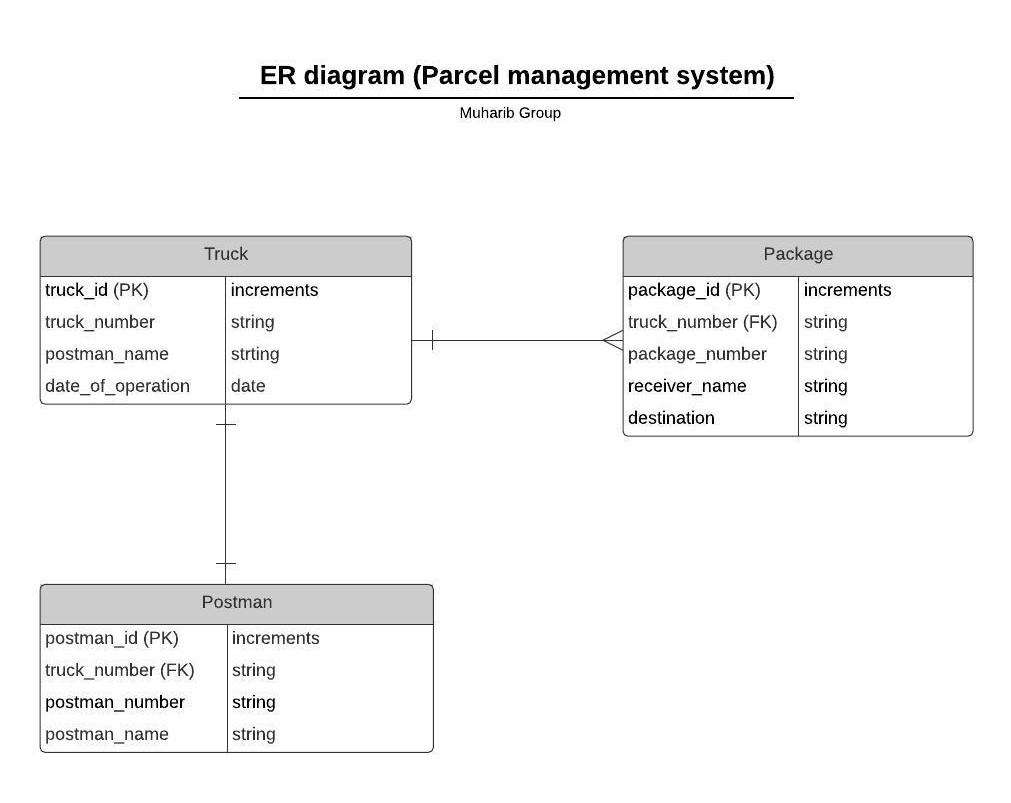 ER diagram (Parcel management system)
Muharib Group
Truck
truck_id (PK) increments
truck_number string
postman_name strting
date_of_operation date
Package
package_id (PK) increments
truck_number (FK) string
package_number string
receiver_name string
destination string
Postman
postman_id (PK) increments
truck_number (FK) string
postman_number string
postman_name string